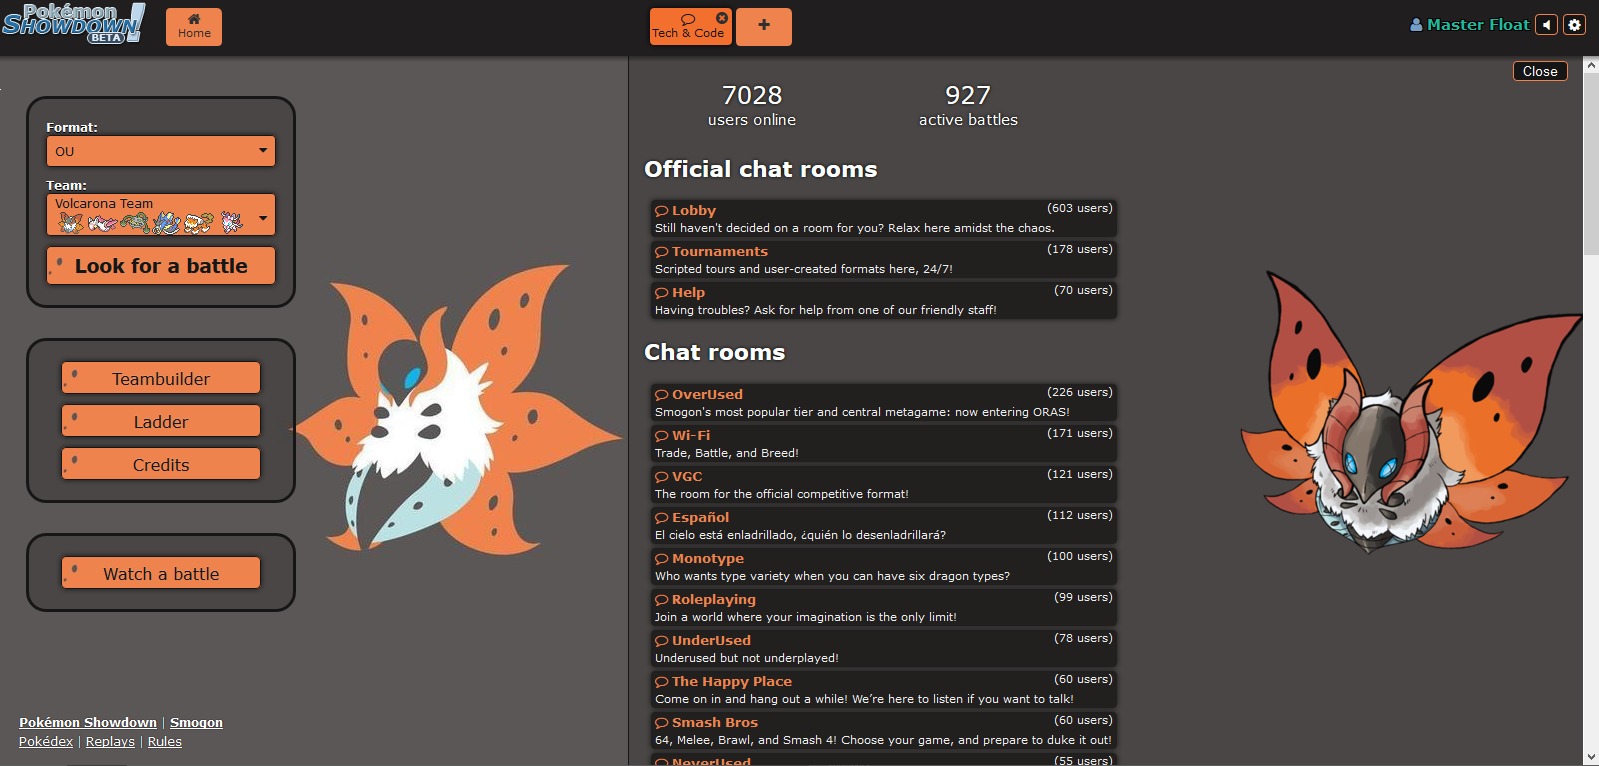 Pokémon
SHOWDOWN!
BETA
Home
Tech & Code
Master Float
Close
Format:
OU
Team:
Volcarona Team
Look for a battle
Teambuilder
Ladder
Credits
Watch a battle
Pokémon Showdown | Smogon
Pokédex | Replays | Rules
7028
users online
927
active battles
Official chat rooms
Lobby (603 users)
Still haven't decided on a room for you? Relax here amidst the chaos.
Tournaments (178 users)
Scripted tours and user-created formats here, 24/7!
Help (70 users)
Having troubles? Ask for help from one of our friendly staff!
Chat rooms
OverUsed (226 users)
Smogon's most popular tier and central metagame: now entering ORAS!
Wi-Fi (171 users)
Trade, Battle, and Breed!
VGC (121 users)
The room for the official competitive format!
Español (112 users)
El cielo está enladrillado, ¿quién lo desenladrillará?
Monotype (100 users)
Who wants type variety when you can have six dragon types?
Roleplaying (99 users)
Join a world where your imagination is the only limit!
UnderUsed (78 users)
Underused but not underplayed!
The Happy Place (60 users)
Come on in and hang out a while! We’re here to listen if you want to talk!
Smash Bros (60 users)
64, Melee, Brawl, and Smash 4! Choose your game, and prepare to duke it out!
NeverUsed (55 users)